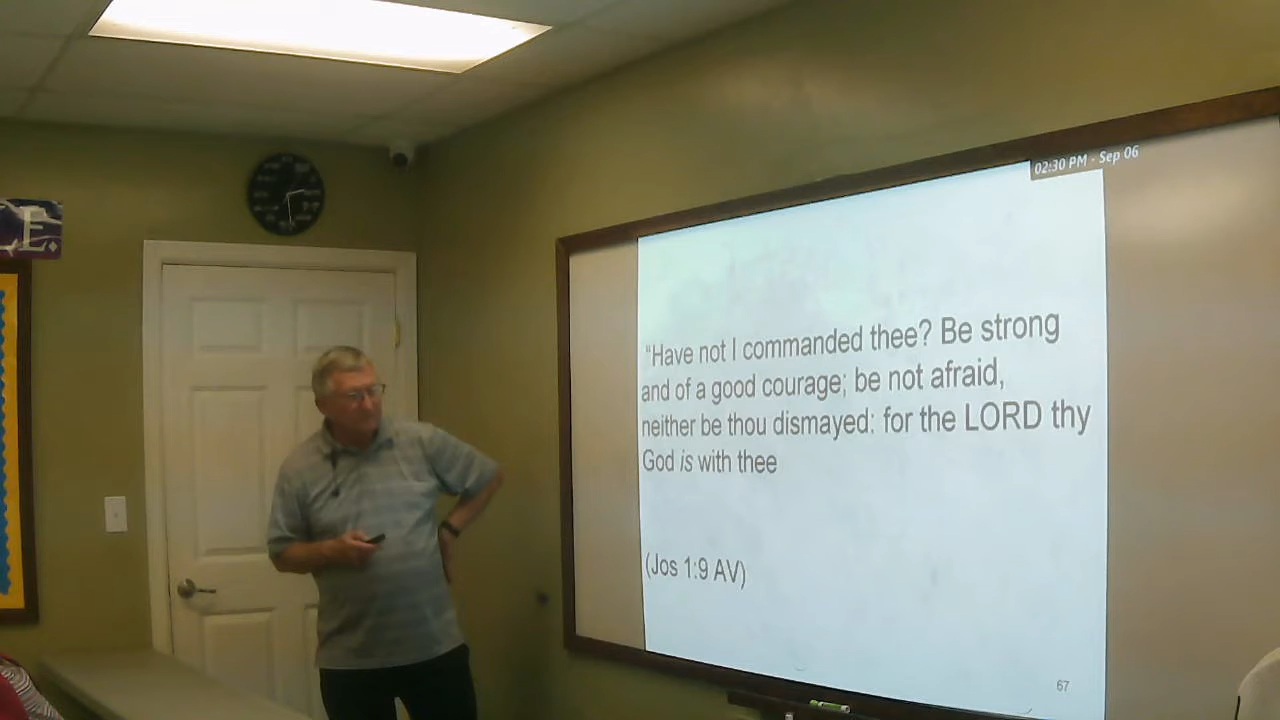 E.
02:30 PM - Sep 06
“Have not I commanded thee? Be strong
and of a good courage; be not afraid,
neither be thou dismayed: for the LORD thy
God is with thee
(Jos 1:9 AV)
67